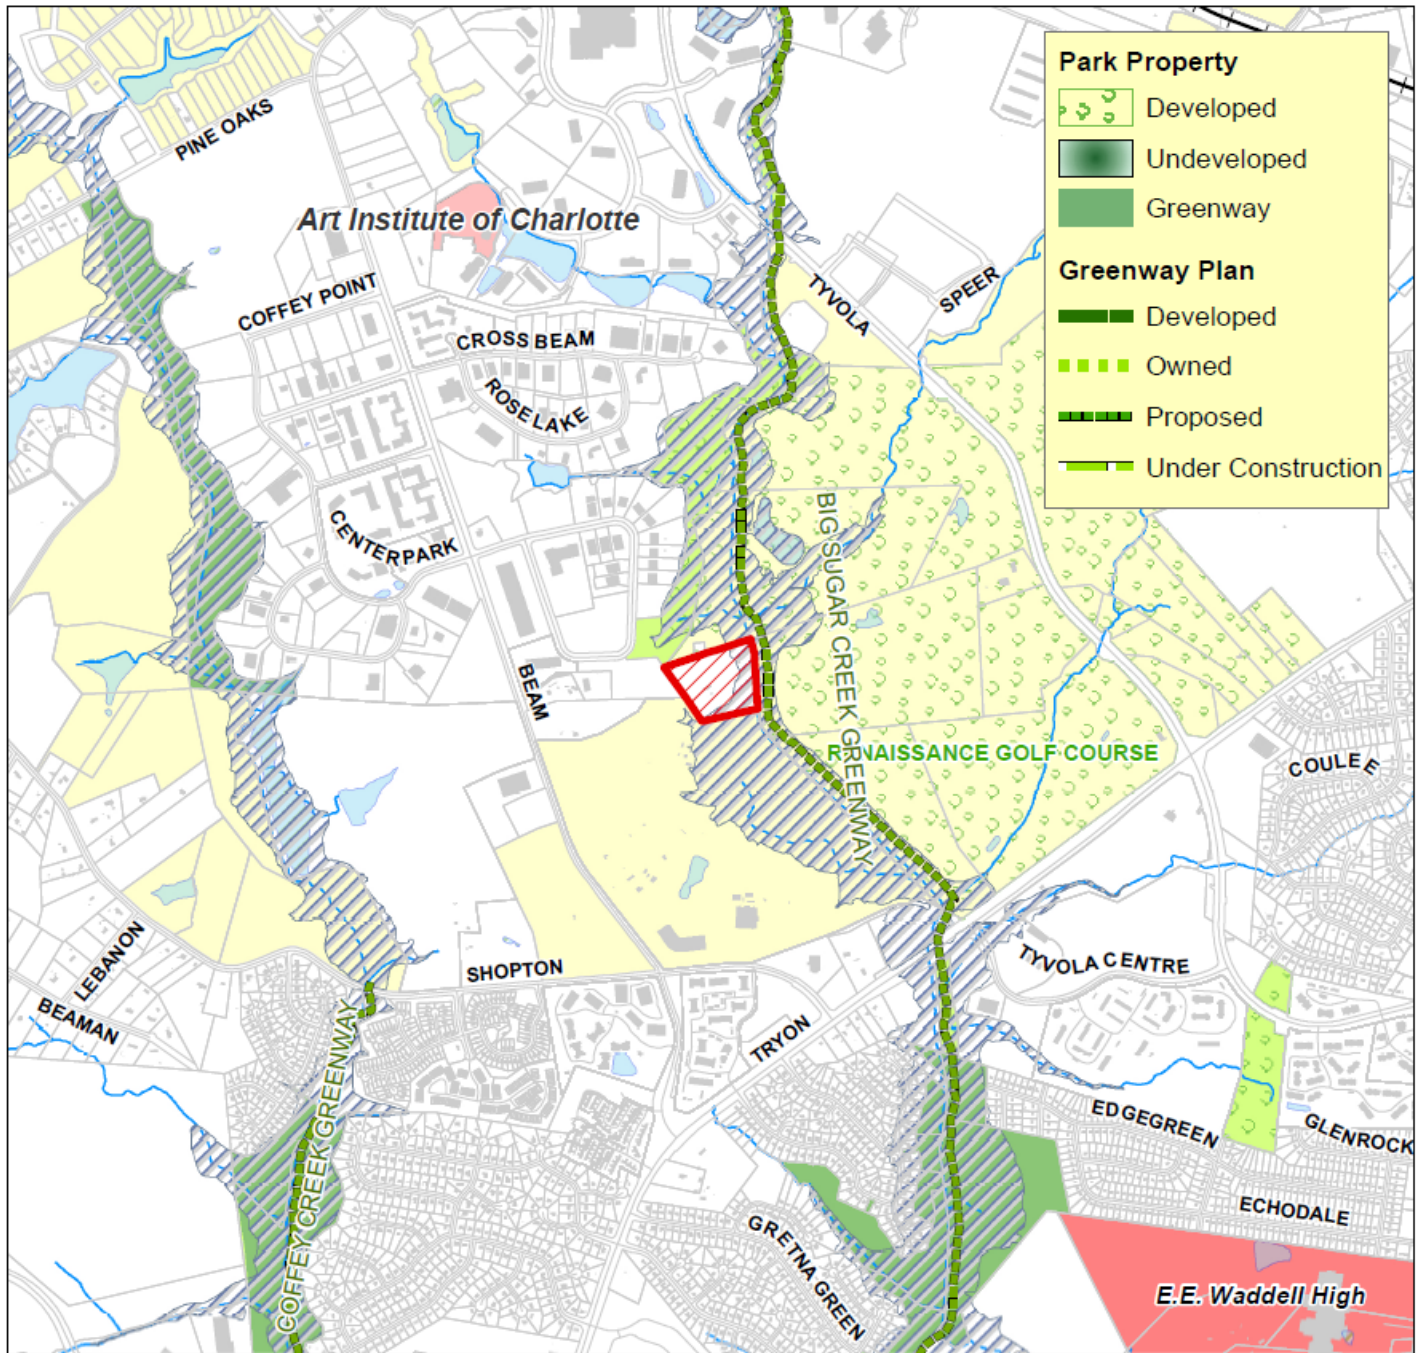 Park Property
Developed
Undeveloped
Greenway
Greenway Plan
Developed
Owned
Proposed
Under Construction
PINE OAKS
Art Institute of Charlotte
COFFEY POINT
TYVOLA
SPEER
CROSS BEAM
ROSE LAKE
CENTERPARK
BIG SUGAR CREEK GREENWAY
BEAM
RENAISSANCE GOLF COURSE
COULEE
LEBANON
BEAMAN
SHOPTON
TYVOLA CENTRE
TRYON
COFFEY CREEK GREENWAY
EDGEGREEN
GLENROCK
ECHODALE
GRETNA GREEN
E.E. Waddell High